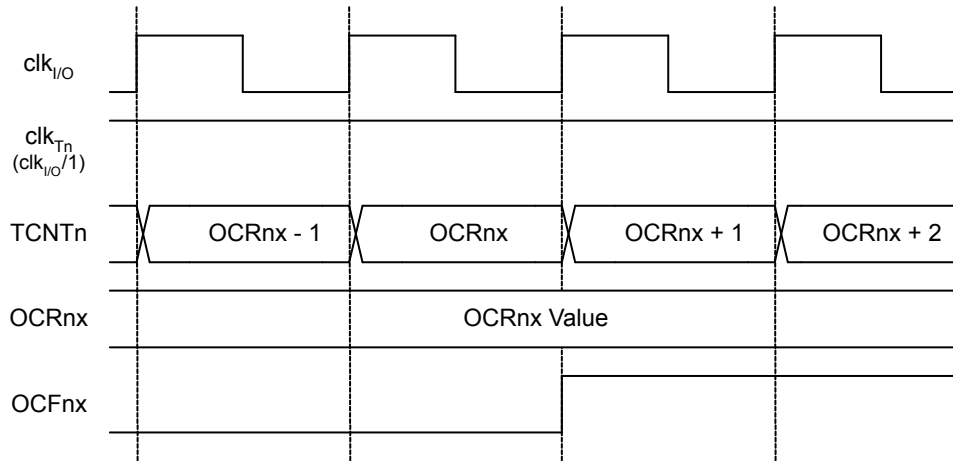 clkI/O
clkTn
(clkI/O/1)
TCNTn OCRnx - 1 OCRnx OCRnx + 1 OCRnx + 2
OCRnx OCRnx Value
OCFnx